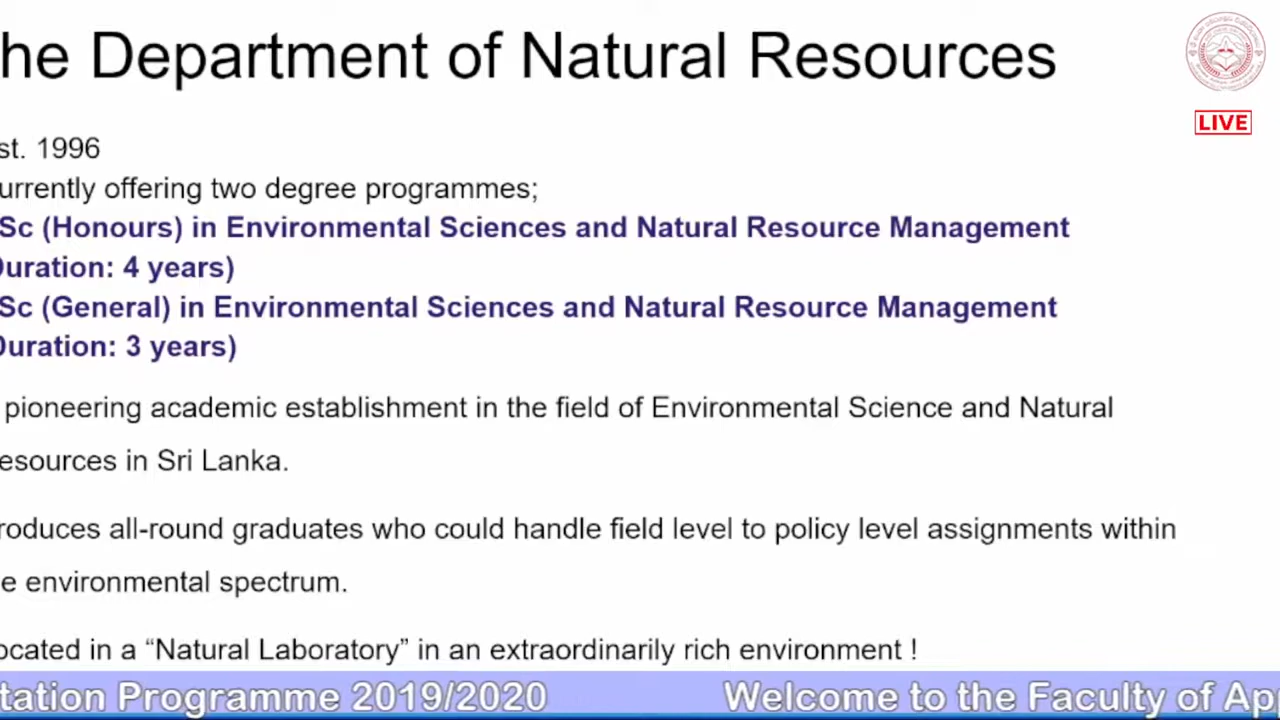 he Department of Natural Resources
LIVE
st. 1996
urrently offering two degree programmes;
Sc (Honours) in Environmental Sciences and Natural Resource Management
Duration: 4 years)
Sc (General) in Environmental Sciences and Natural Resource Management
Duration: 3 years)
pioneering academic establishment in the field of Environmental Science and Natural
esources in Sri Lanka.
roduces all-round graduates who could handle field level to policy level assignments within
e environmental spectrum.
ocated in a “Natural Laboratory” in an extraordinarily rich environment !
tation Programme 2019/2020 Welcome to the Faculty of App